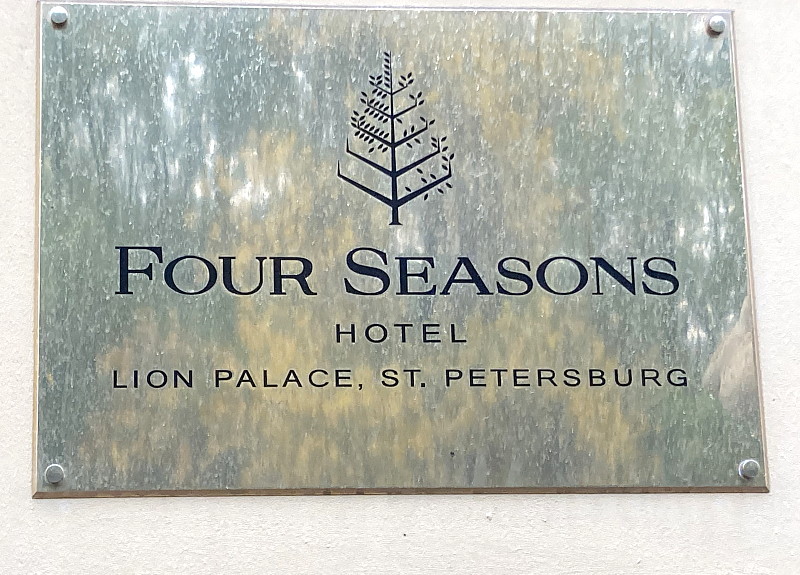 FOUR SEASONS
HOTEL
LION PALACE, ST. PETERSBURG